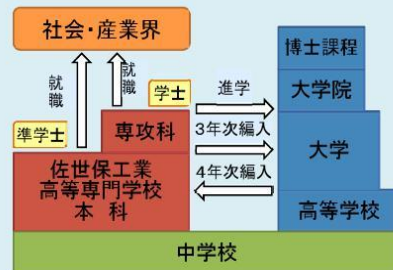 社会・産業界
博士課程
就職
就職
学士
進学
大学院
準学士
専攻科
3年次編入
大学
佐世保工業
高等専門学校
本科
4年次編入
高等学校
中学校